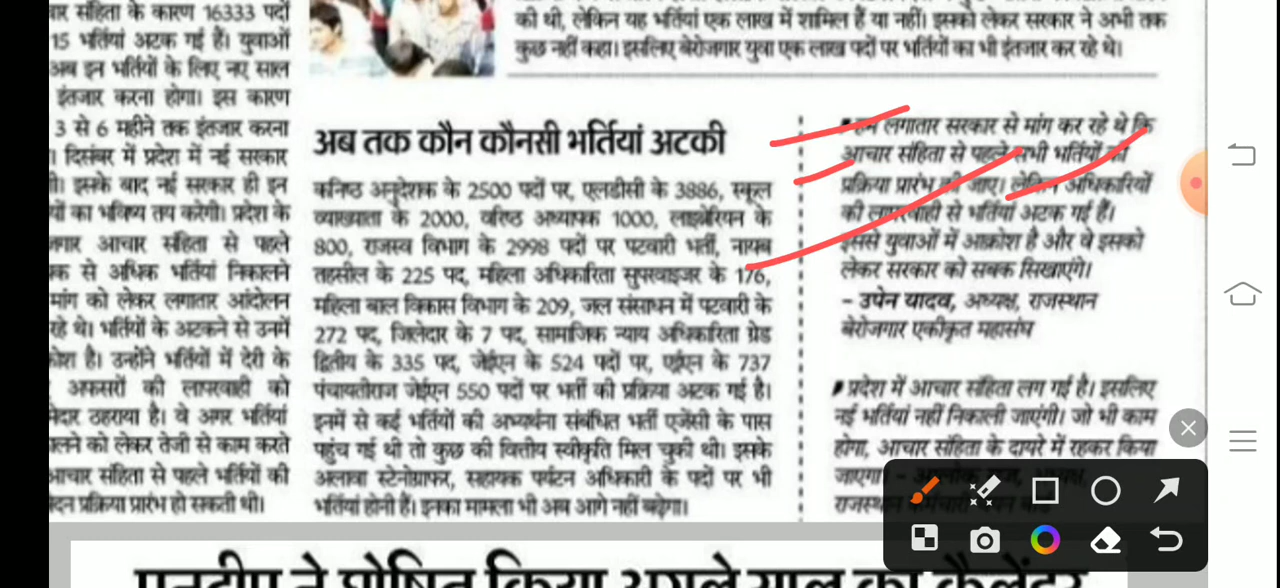 वार संहिता के कारण 16333 पदों
15 भर्तियां अटक गई हैं। युवाओं
अब इन भर्तियों के लिए नए साल
इंतजार करना होगा। इस कारण
3 से 6 महीने तक इंतजार करना
। दिसंबर में प्रदेश में नई सरकार
गी। इसके बाद नई सरकार ही इन
यों का भविष्य तय करेगी। प्रदेश के
जगार आचार संहिता से पहले
क से अधिक भर्तियां निकालने
मांग को लेकर लगातार आंदोलन
रहे थे। भर्तियों के अटकने से उनमें
है। उन्होंने भर्तियों में देरी के
अफसरों की लापरवाही को
मेदार ठहराया है। वे अगर भर्तियां
लने को लेकर तेजी से काम करते
आचार संहिता से पहले भर्तियों की
प्रक्रिया प्रारंभ हो सकती थी।
की थी, लेकिन यह भर्तियां एक लाख में शामिल हैं या नहीं। इसको लेकर सरकार ने अभी तक
कुछ नहीं कहा। इसलिए बेरोजगार युवा एक लाख पदों पर भर्तियों का भी इंतजार कर रहे थे।
अब तक कौन कौनसी भर्तियां अटकी
कनिष्ठ अनुदेशक के 2500 पदों पर, एलडीसी के 3886, स्कूल
व्याख्याता के 2000, वरिष्ठ अध्यापक 1000, लाइब्रेरियन के
800, राजस्व विभाग के 2998 पदों पर पटवारी भर्ती, नायब
तहसील के 225 पद, महिला अधिकारिता सुपरवाइजर के 176,
महिला बाल विकास विभाग के 209, जल संसाधन में पटवारी के
272 पद, जिलेदार के 7 पद, सामाजिक न्याय अधिकारिता ग्रेड
द्वितीय के 335 पद, जेईएन के 524 पदों पर, एईएन के 737
पंचायतीराज जेईएन 550 पदों पर भर्ती की प्रक्रिया अटक गई है।
इनमें से कई भर्तियों की अभ्यर्थना संबंधित भर्ती एजेंसी के पास
पहुंच गई थी तो कुछ की वित्तीय स्वीकृति मिल चुकी थी। इसके
अलावा स्टेनोग्राफर, सहायक पर्यटन अधिकारी के पदों पर भी
भर्तियां होनी हैं। इनका मामला भी अब आगे नहीं बढ़ेगा।
हम लगातार सरकार से मांग कर रहे थे कि
आचार संहिता से पहले सभी भर्तियों की
प्रक्रिया प्रारंभ की जाए। लेकिन अधिकारियों
की लापरवाही से भर्तियां अटक गई हैं।
इससे युवाओं में आक्रोश है और वे इसको
लेकर सरकार को सबक सिखाएंगे।
- उपेन यादव, अध्यक्ष, राजस्थान
बेरोजगार एकीकृत महासंघ
प्रदेश में आचार संहिता लग गई है। इसलिए
नई भर्तियां नहीं निकाली जाएंगी। जो भी काम
होगा, आचार संहिता के दायरे में रहकर किया
जाएगा।
राजस्थान
ने घोषित किया अगले साल का कैलेंडर